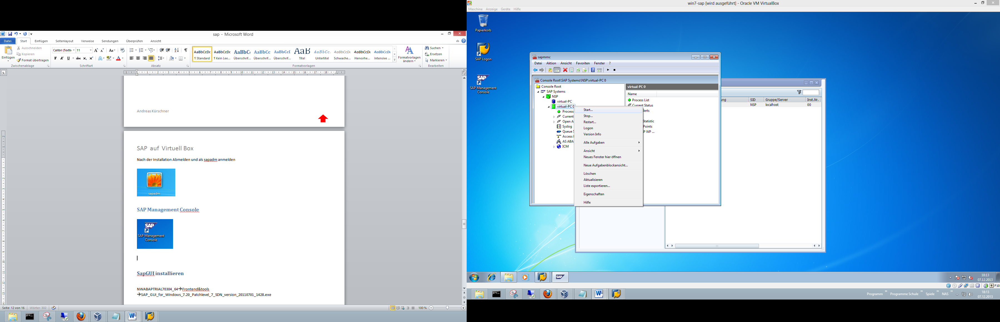 sap - Microsoft Word
Datei Start Einfügen Seitenlayout Verweise Sendungen Überprüfen Ansicht
Einfügen
Ausschneiden
Kopieren
Format übertragen
Zwischenablage
Calibri (Textk 11
Schriftart
Absatz
AaBbCcDc AaBbCcDc AaBbC AaBbCc AaBbCcI AaB AaBbCc. AaBbCcDc AaBbCcDc AaBbCcDc
¶ Standard ¶ Kein Lee... Überschrif... Überschrif... Überschrif... Titel Untertitel Schwache... Hervorhe... Intensive ...
Formatvorlagen
Formatvorlagen ändern
Suchen
Ersetzen
Markieren
Bearbeiten
Andreas Kürschner
SAP auf Virtuell Box
Nach der Installation Abmelden und als sapadm anmelden
sapadm
SAP Management Console
SAP
SAP Management
Console
SapGUI installieren
NWABAPTRIAL70304_64→Frontend&tools
→SAP_GUI_for_Windows_7.20_Patchlevel_7_SDN_version_20110701_1428.exe
Seite: 12 von 16 Wörter: 302
100 %
win7-sap [wird ausgeführt] - Oracle VM VirtualBox
Maschine Anzeige Geräte Hilfe
Papierkorb
SAP Logon
SAP
SAP Management
Console
sapmmc
Datei Aktion Ansicht Favoriten Fenster ?
Console Root\SAP Systems\NSP\virtual-PC 0
Console Root
SAP Systems
NSP
virtual-PC
virtual-PC 0
Process
Current
Open A
Syslog
Queue S
Access
AS ABA
ICM
virtual-PC 0
Name
Process List
Current Status
lerts
Statistic
Points
P WP ...
Start...
Stop...
Restart...
Logon
Version Info
Alle Aufgaben
Ansicht
Neues Fenster hier öffnen
Neue Aufgabenblockansicht...
Löschen
Aktualisieren
Liste exportieren...
Eigenschaften
Hilfe
ung SID Gruppe/Server Inst.Nr.
NSP localhost 00
SAP
18:13
07.12.2013
F10
Programm Programme Schule Spiele NAS
18:13
07.12.2013